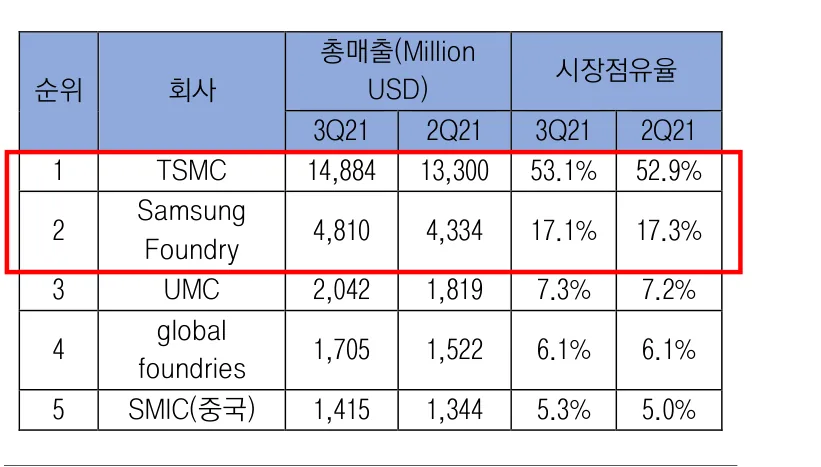 순위 회사 총매출(Million USD) 시장점유율
3Q21 2Q21 3Q21 2Q21
1 TSMC 14,884 13,300 53.1% 52.9%
2 Samsung Foundry 4,810 4,334 17.1% 17.3%
3 UMC 2,042 1,819 7.3% 7.2%
4 global foundries 1,705 1,522 6.1% 6.1%
5 SMIC(중국) 1,415 1,344 5.3% 5.0%